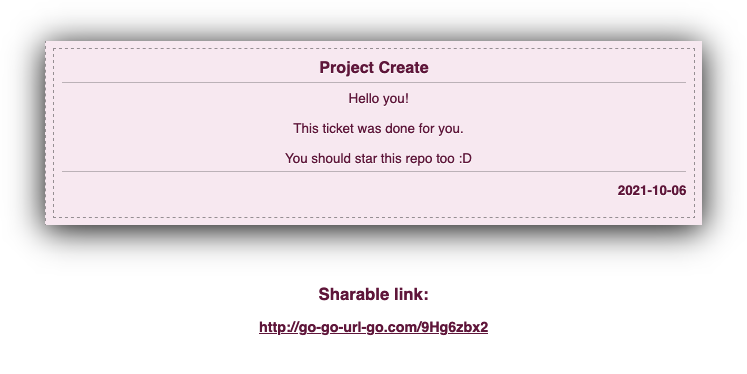 Project Create
Hello you!
This ticket was done for you.
You should star this repo too :D
2021-10-06
Sharable link:
http://go-go-url-go.com/9Hg6zbx2